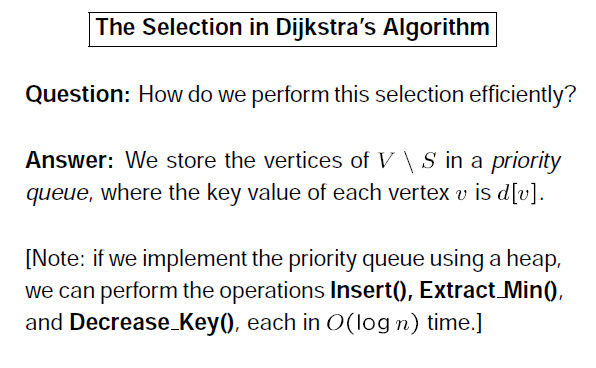 The Selection in Dijkstra's Algorithm
Question: How do we perform this selection efficiently?
Answer: We store the vertices of V \ S in a priority
queue, where the key value of each vertex v is d[v].
[Note: if we implement the priority queue using a heap,
we can perform the operations Insert(), Extract_Min(),
and Decrease_Key(), each in O(log n) time.]